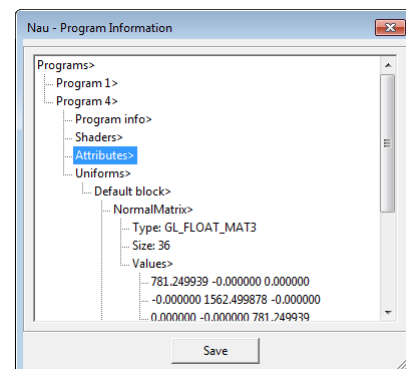 Nau - Program Information
Programs>
Program 1>
Program 4>
Program info>
Shaders>
Attributes>
Uniforms>
Default block>
NormalMatrix>
Type: GL_FLOAT_MAT3
Size: 36
Values>
781.249939 -0.000000 0.000000
-0.000000 1562.499878 -0.000000
0.000000 -0.000000 781.249939
Save